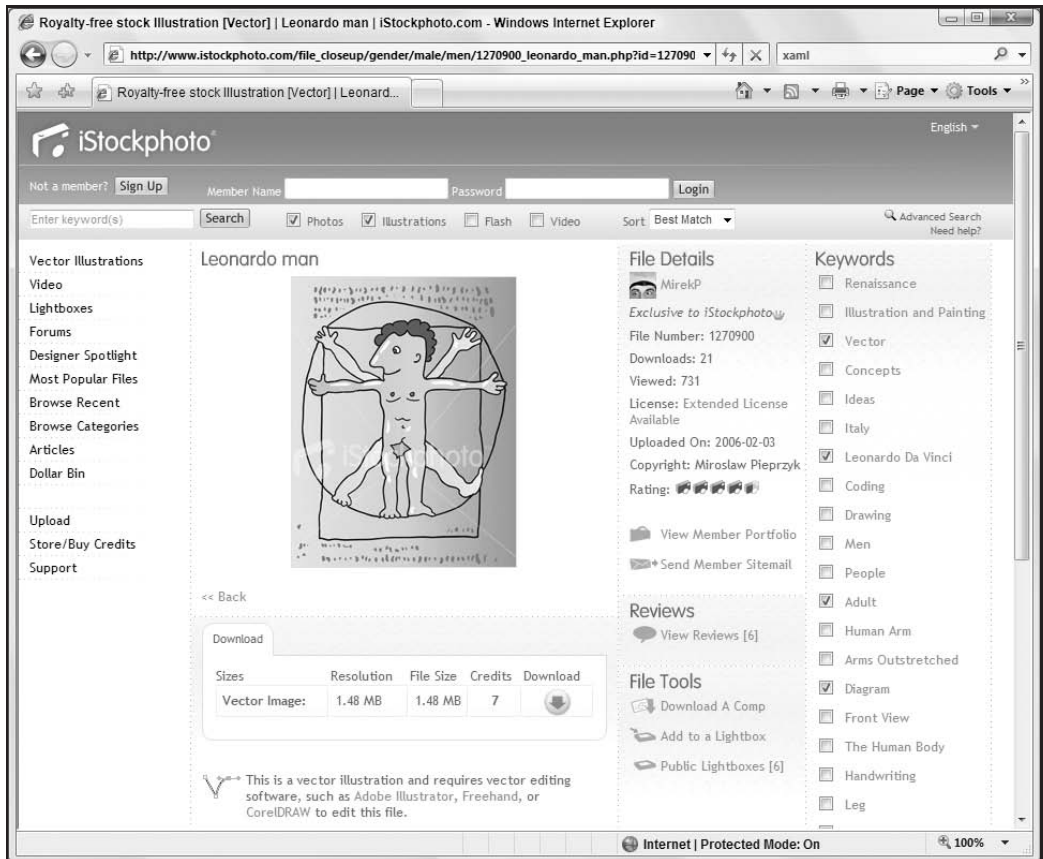 Royalty-free stock Illustration [Vector] | Leonardo man | iStockphoto.com - Windows Internet Explorer
http://www.istockphoto.com/file_closeup/gender/male/men/1270900_leonardo_man.php?id=127090
xaml
Royalty-free stock Illustration [Vector] | Leonard...
Page
Tools
iStockphoto
English
Not a member? Sign Up
Member Name
Password
Login
Enter keyword(s)
Search
Photos
Illustrations
Flash
Video
Sort Best Match
Advanced Search
Need help?
Vector Illustrations
Video
Lightboxes
Forums
Designer Spotlight
Most Popular Files
Browse Recent
Browse Categories
Articles
Dollar Bin
Upload
Store/Buy Credits
Support
Leonardo man
iStockphoto
<< Back
Download
Sizes Resolution File Size Credits Download
Vector Image: 1.48 MB 1.48 MB 7
This is a vector illustration and requires vector editing
software, such as Adobe Illustrator, Freehand, or
CorelDRAW to edit this file.
File Details
MirekP
Exclusive to iStockphoto
File Number: 1270900
Downloads: 21
Viewed: 731
License: Extended License
Available
Uploaded On: 2006-02-03
Copyright: Miroslaw Pieprzyk
Rating:
View Member Portfolio
Send Member Sitemail
Reviews
View Reviews [6]
File Tools
Download A Comp
Add to a Lightbox
Public Lightboxes [6]
Keywords
Renaissance
Illustration and Painting
Vector
Concepts
Ideas
Italy
Leonardo Da Vinci
Coding
Drawing
Men
People
Adult
Human Arm
Arms Outstretched
Diagram
Front View
The Human Body
Handwriting
Leg
Internet | Protected Mode: On
100%